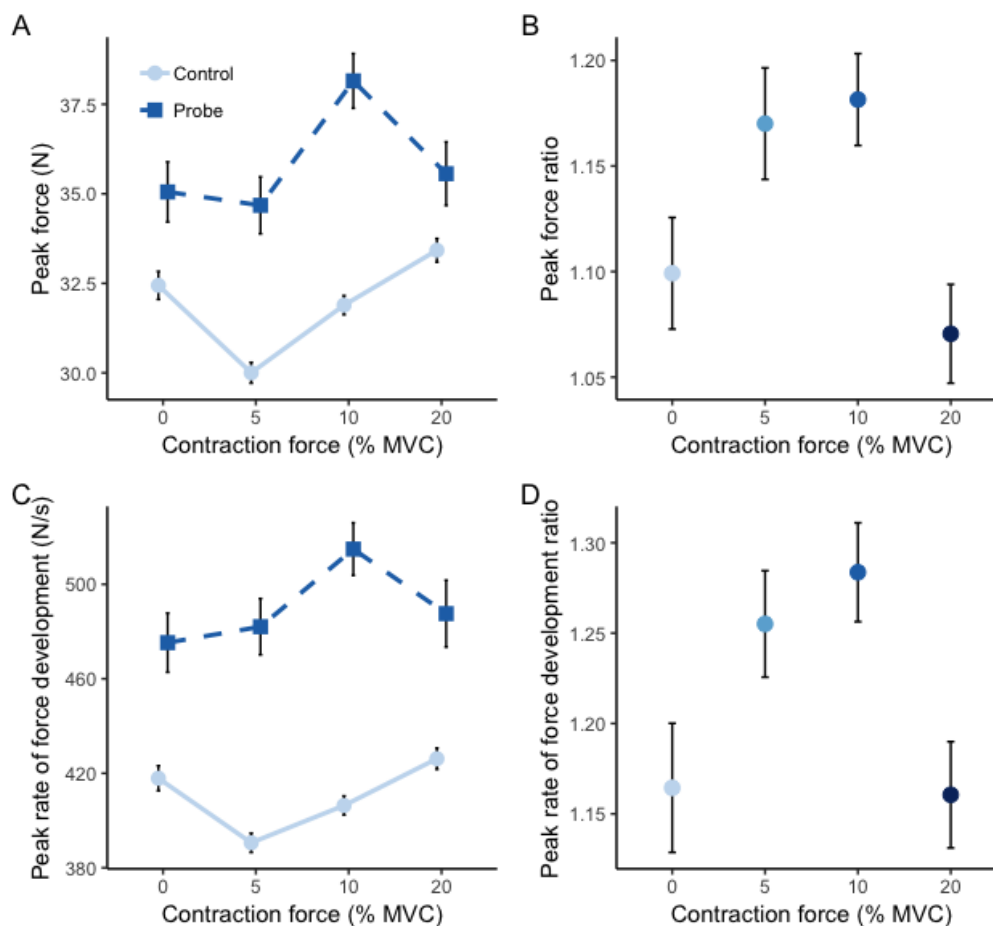 A
Control
Probe
Peak force (N)
37.5
35.0
32.5
30.0
0 5 10 20
Contraction force (% MVC)
B
Peak force ratio
1.20
1.15
1.10
1.05
0 5 10 20
Contraction force (% MVC)
C
Peak rate of force development (N/s)
500
460
420
380
0 5 10 20
Contraction force (% MVC)
D
Peak rate of force development ratio
1.30
1.25
1.20
1.15
0 5 10 20
Contraction force (% MVC)